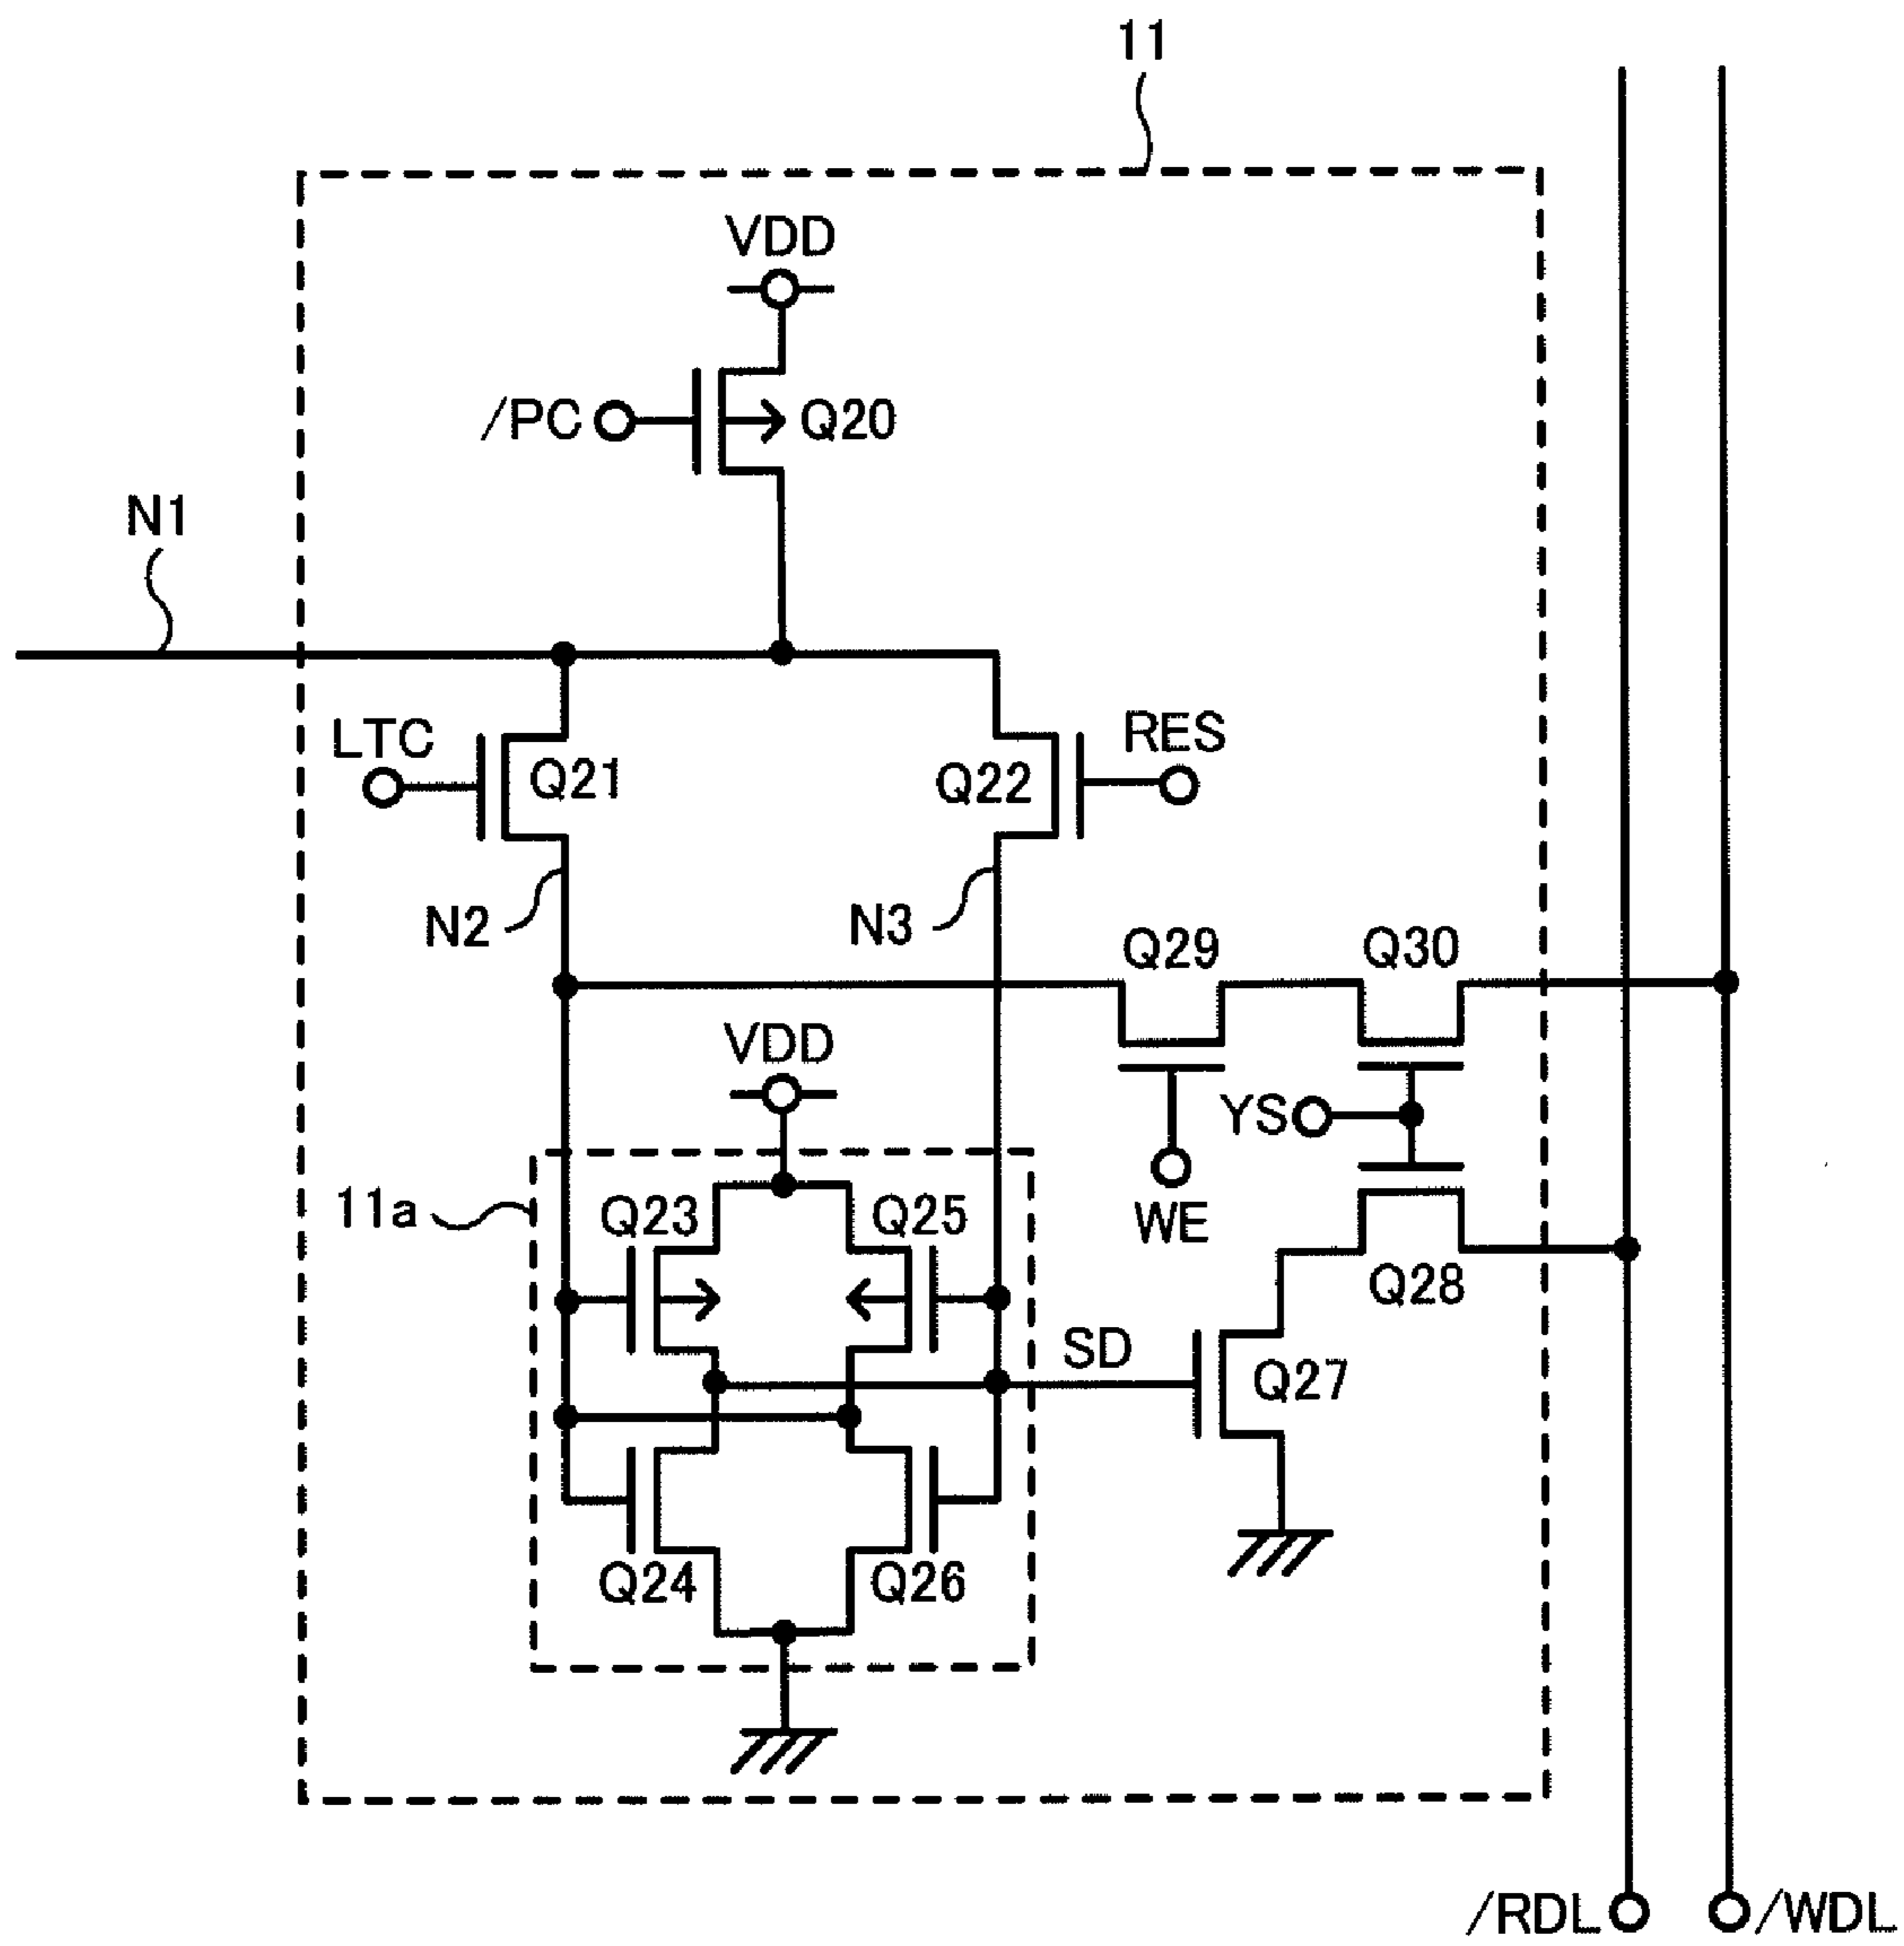 11
VDD
/PC
Q20
N1
LTC
Q21
Q22
RES
N2
N3
Q29
Q30
VDD
YS
11a
Q23
Q25
WE
Q28
SD
Q27
Q24
Q26
/RDL
/WDL